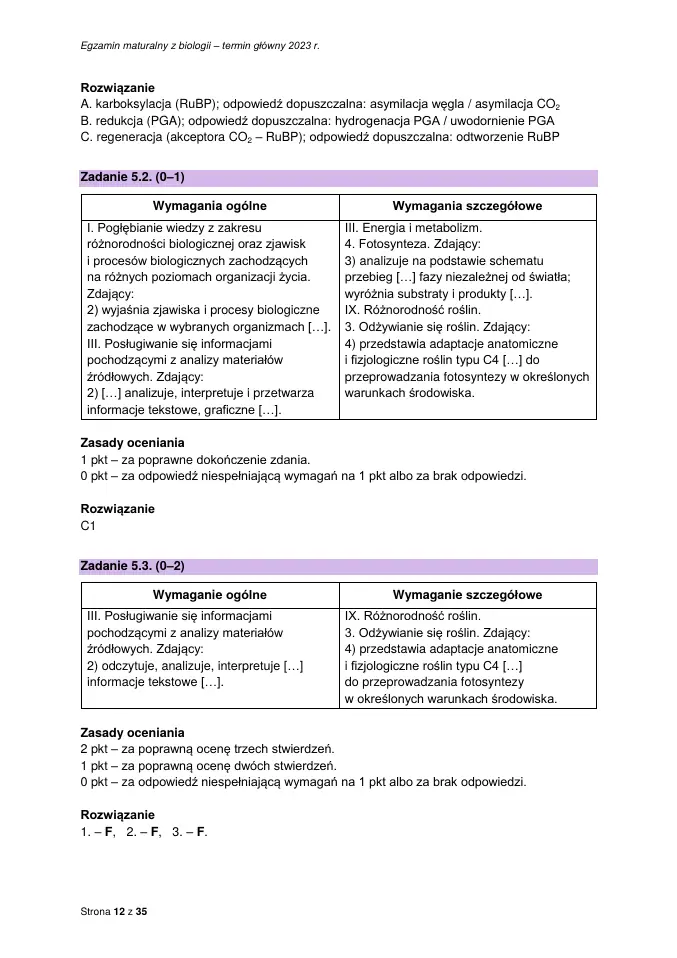 Egzamin maturalny z biologii – termin główny 2023 r.
Rozwiązanie
A. karboksylacja (RuBP); odpowiedź dopuszczalna: asymilacja węgla / asymilacja CO₂
B. redukcja (PGA); odpowiedź dopuszczalna: hydrogenacja PGA / uwodornienie PGA
C. regeneracja (akceptora CO₂ – RuBP); odpowiedź dopuszczalna: odtworzenie RuBP
Zadanie 5.2. (0–1)
Wymagania ogólne
I. Pogłębianie wiedzy z zakresu
różnorodności biologicznej oraz zjawisk
i procesów biologicznych zachodzących
na różnych poziomach organizacji życia.
Zdający:
2) wyjaśnia zjawiska i procesy biologiczne
zachodzące w wybranych organizmach […].
III. Posługiwanie się informacjami
pochodzącymi z analizy materiałów
źródłowych. Zdający:
2) […] analizuje, interpretuje i przetwarza
informacje tekstowe, graficzne […].
Wymagania szczegółowe
III. Energia i metabolizm.
4. Fotosynteza. Zdający:
3) analizuje na podstawie schematu
przebieg […] fazy niezależnej od światła;
wyróżnia substraty i produkty […].
IX. Różnorodność roślin.
3. Odżywianie się roślin. Zdający:
4) przedstawia adaptacje anatomiczne
i fizjologiczne roślin typu C4 […] do
przeprowadzania fotosyntezy w określonych
warunkach środowiska.
Zasady oceniania
1 pkt – za poprawne dokończenie zdania.
0 pkt – za odpowiedź niespełniającą wymagań na 1 pkt albo za brak odpowiedzi.
Rozwiązanie
C1
Zadanie 5.3. (0–2)
Wymaganie ogólne
III. Posługiwanie się informacjami
pochodzącymi z analizy materiałów
źródłowych. Zdający:
2) odczytuje, analizuje, interpretuje […]
informacje tekstowe […].
Wymaganie szczegółowe
IX. Różnorodność roślin.
3. Odżywianie się roślin. Zdający:
4) przedstawia adaptacje anatomiczne
i fizjologiczne roślin typu C4 […]
do przeprowadzania fotosyntezy
w określonych warunkach środowiska.
Zasady oceniania
2 pkt – za poprawną ocenę trzech stwierdzeń.
1 pkt – za poprawną ocenę dwóch stwierdzeń.
0 pkt – za odpowiedź niespełniającą wymagań na 1 pkt albo za brak odpowiedzi.
Rozwiązanie
1. – F, 2. – F, 3. – F.
Strona 12 z 35